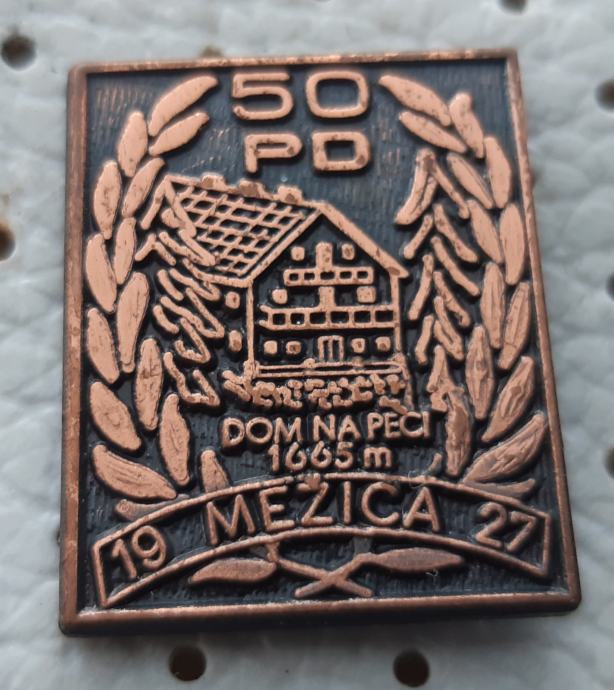 50
PD
DOM NA PECI
1665 m
19 MEŽICA 27